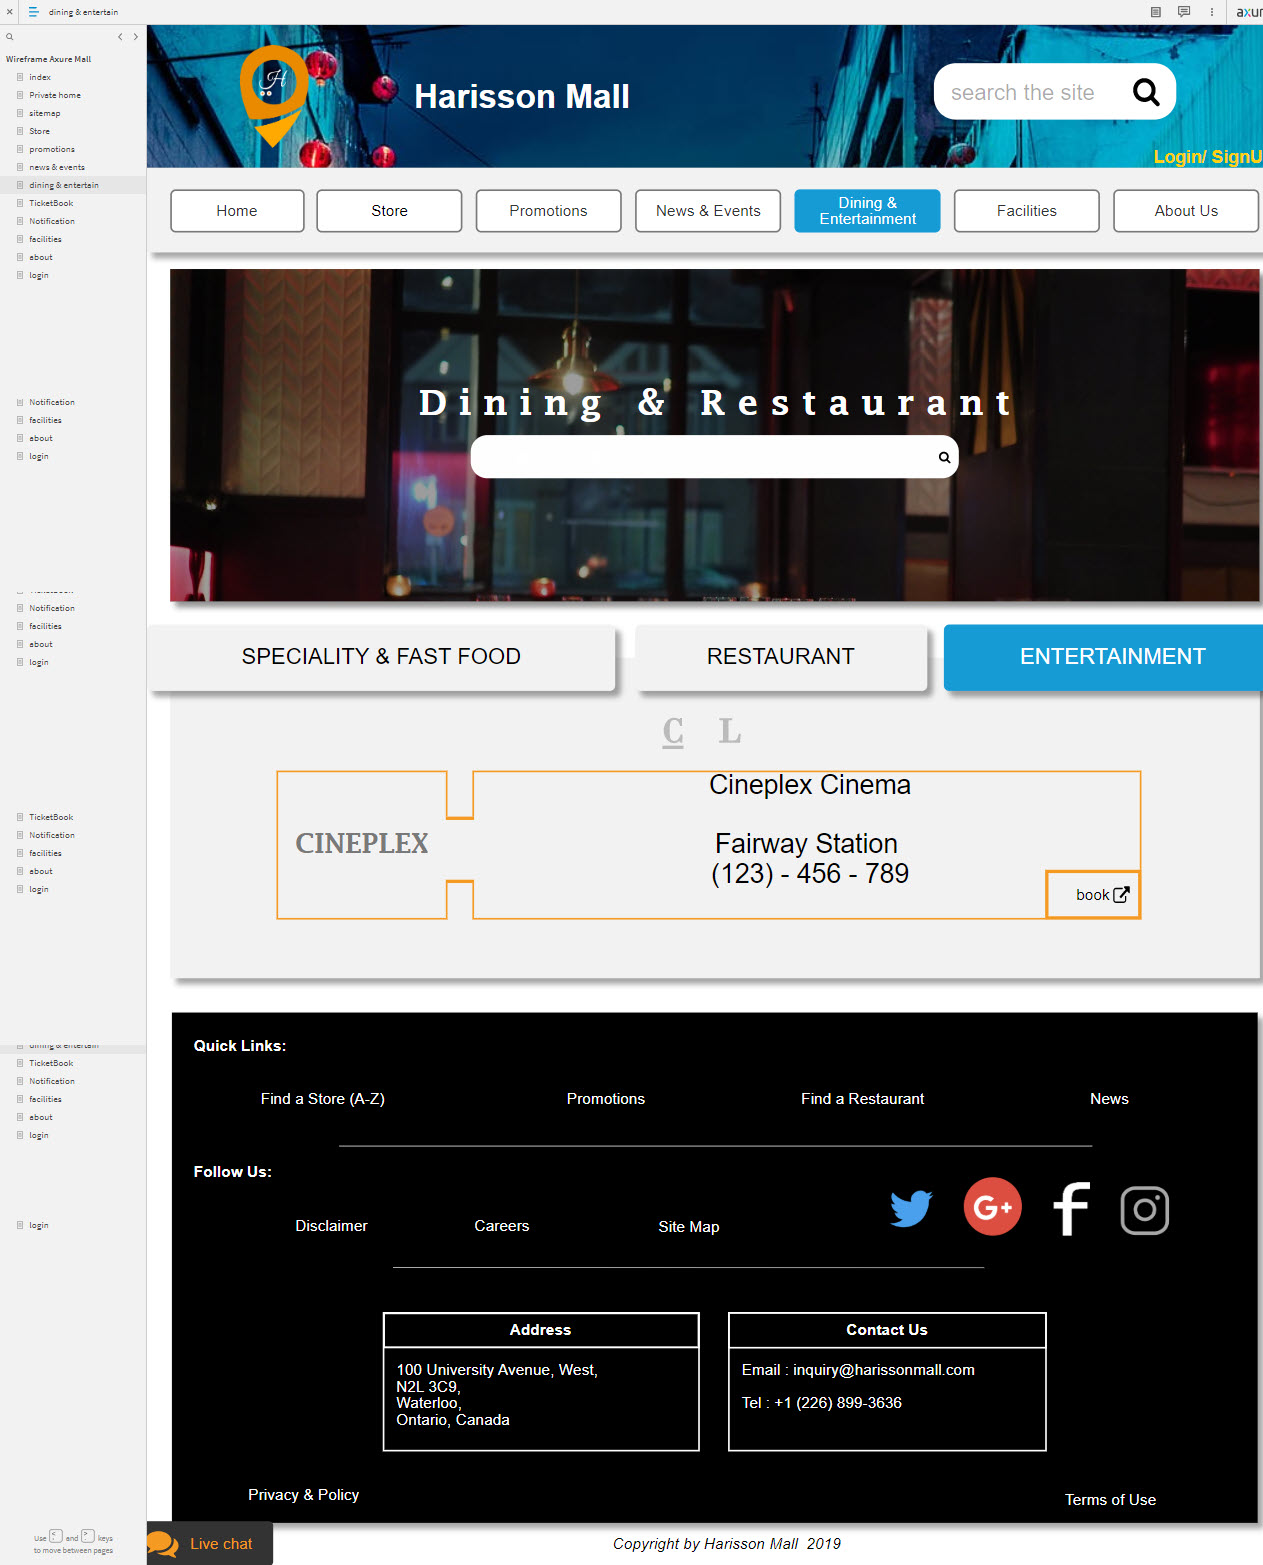 dining & entertain
axur
Wireframe Axure Mall
index
Private home
sitemap
Store
promotions
news & events
dining & entertain
TicketBook
Notification
facilities
about
login
Notification
facilities
about
login
TicketBook
Notification
facilities
about
login
TicketBook
Notification
facilities
about
login
dining & entertain
TicketBook
Notification
facilities
about
login
login
Use < and > keys
to move between pages
H
Harisson Mall
search the site
Login/ SignU
Home
Store
Promotions
News & Events
Dining &
Entertainment
Facilities
About Us
Dining & Restaurant
SPECIALITY & FAST FOOD
RESTAURANT
ENTERTAINMENT
C L
CINEPLEX
Cineplex Cinema
Fairway Station
(123) - 456 - 789
book
Quick Links:
Find a Store (A-Z)
Promotions
Find a Restaurant
News
Follow Us:
Disclaimer
Careers
Site Map
G+
f
Address
100 University Avenue, West,
N2L 3C9,
Waterloo,
Ontario, Canada
Contact Us
Email : inquiry@harissonmall.com
Tel : +1 (226) 899-3636
Privacy & Policy
Terms of Use
Live chat
Copyright by Harisson Mall 2019